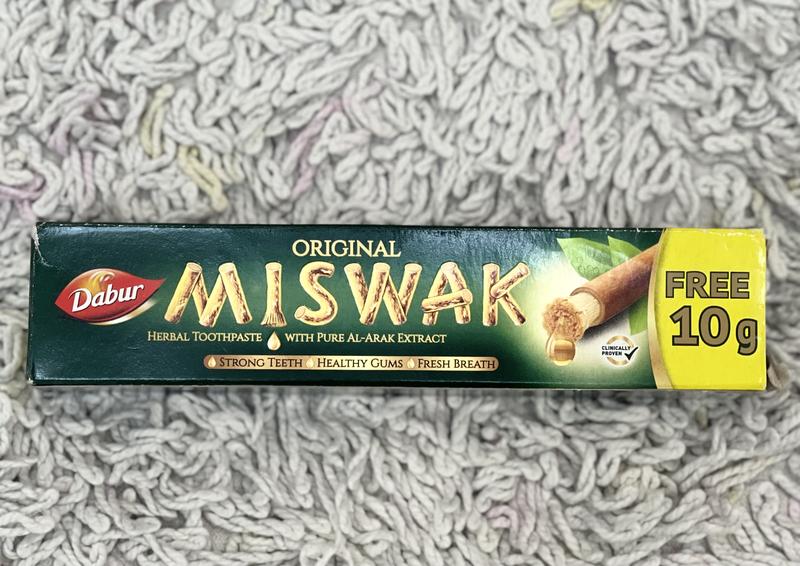 Dabur
ORIGINAL
MISWAK
HERBAL TOOTHPASTE WITH PURE AL-ARAK EXTRACT
STRONG TEETH HEALTHY GUMS FRESH BREATH
CLINICALLY
PROVEN
FREE
10 g